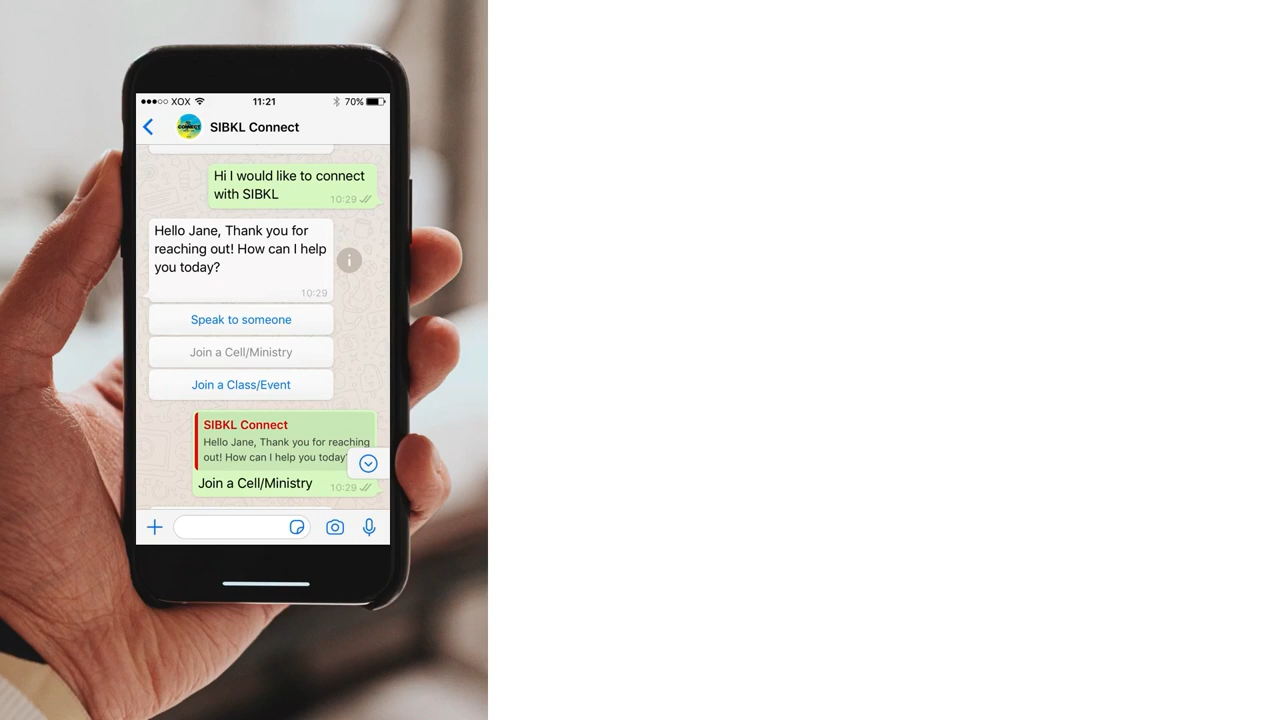 XOX
11:21
70%
SIBKL Connect
Hi I would like to connect
with SIBKL
10:29
Hello Jane, Thank you for
reaching out! How can I help
you today?
10:29
Speak to someone
Join a Cell/Ministry
Join a Class/Event
SIBKL Connect
Hello Jane, Thank you for reaching
out! How can I help you today?
Join a Cell/Ministry
10:29